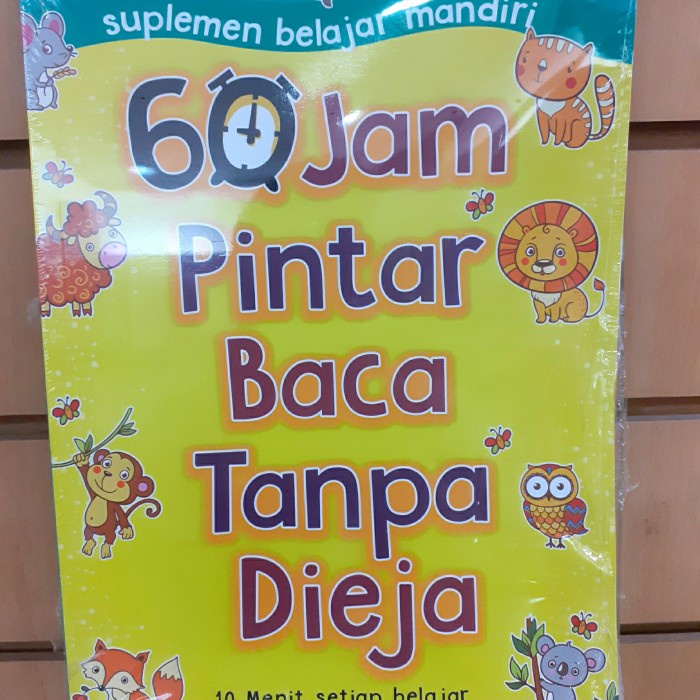 suplemen belajar mandiri
60 Jam
Pintar
Baca
Tanpa
Dieja
10 Menit setiap belajar